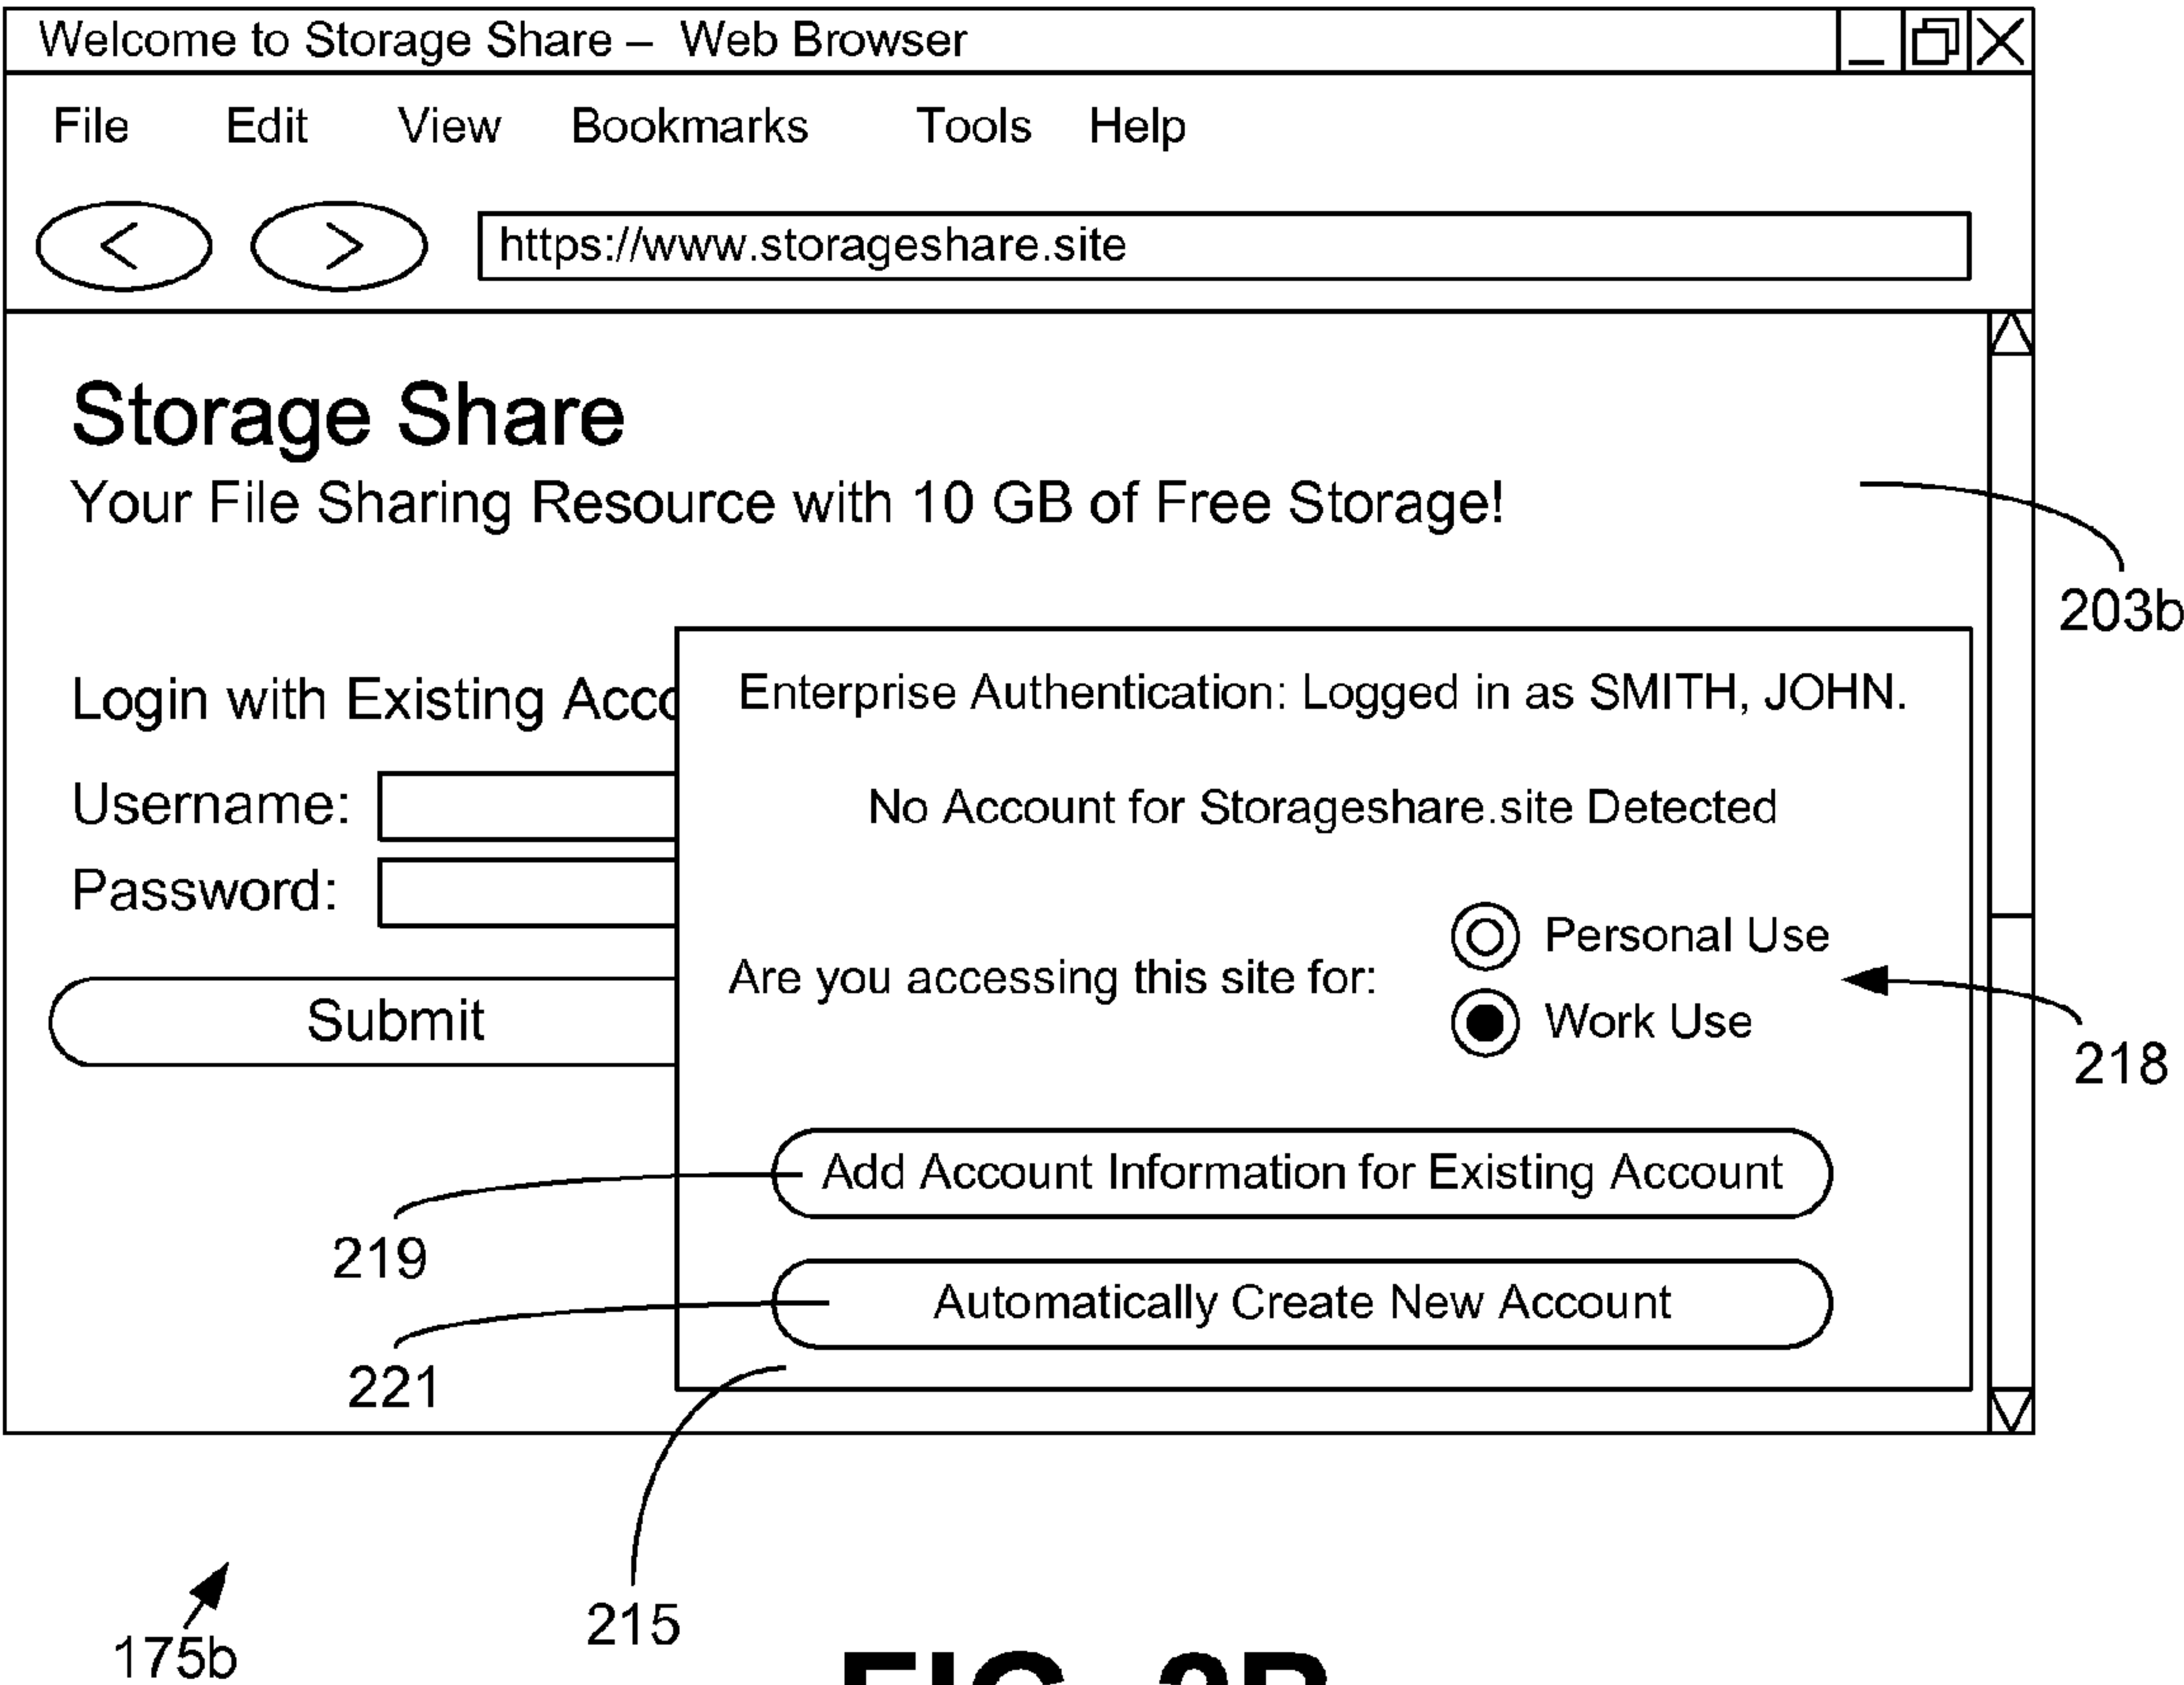 Welcome to Storage Share – Web Browser
File Edit View Bookmarks Tools Help
< > https://www.storageshare.site
Storage Share
Your File Sharing Resource with 10 GB of Free Storage!
203b
Login with Existing Acco
Enterprise Authentication: Logged in as SMITH, JOHN.
Username:
No Account for Storageshare.site Detected
Password:
Personal Use
Are you accessing this site for:
Submit
Work Use
218
Add Account Information for Existing Account
219
Automatically Create New Account
221
215
175b